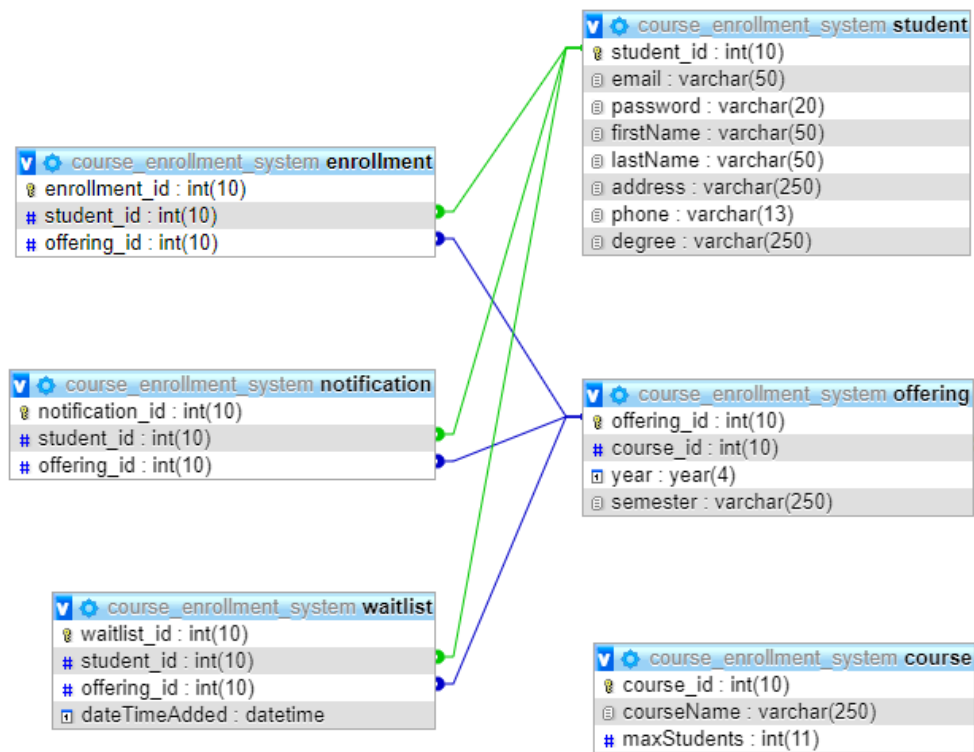 course_enrollment_system student
student_id : int(10)
email : varchar(50)
password : varchar(20)
firstName : varchar(50)
lastName : varchar(50)
address : varchar(250)
phone : varchar(13)
degree : varchar(250)
course_enrollment_system enrollment
enrollment_id : int(10)
# student_id : int(10)
# offering_id : int(10)
course_enrollment_system notification
notification_id : int(10)
# student_id : int(10)
# offering_id : int(10)
course_enrollment_system offering
offering_id : int(10)
# course_id : int(10)
year : year(4)
semester : varchar(250)
course_enrollment_system waitlist
waitlist_id : int(10)
# student_id : int(10)
# offering_id : int(10)
dateTimeAdded : datetime
course_enrollment_system course
course_id : int(10)
courseName : varchar(250)
# maxStudents : int(11)